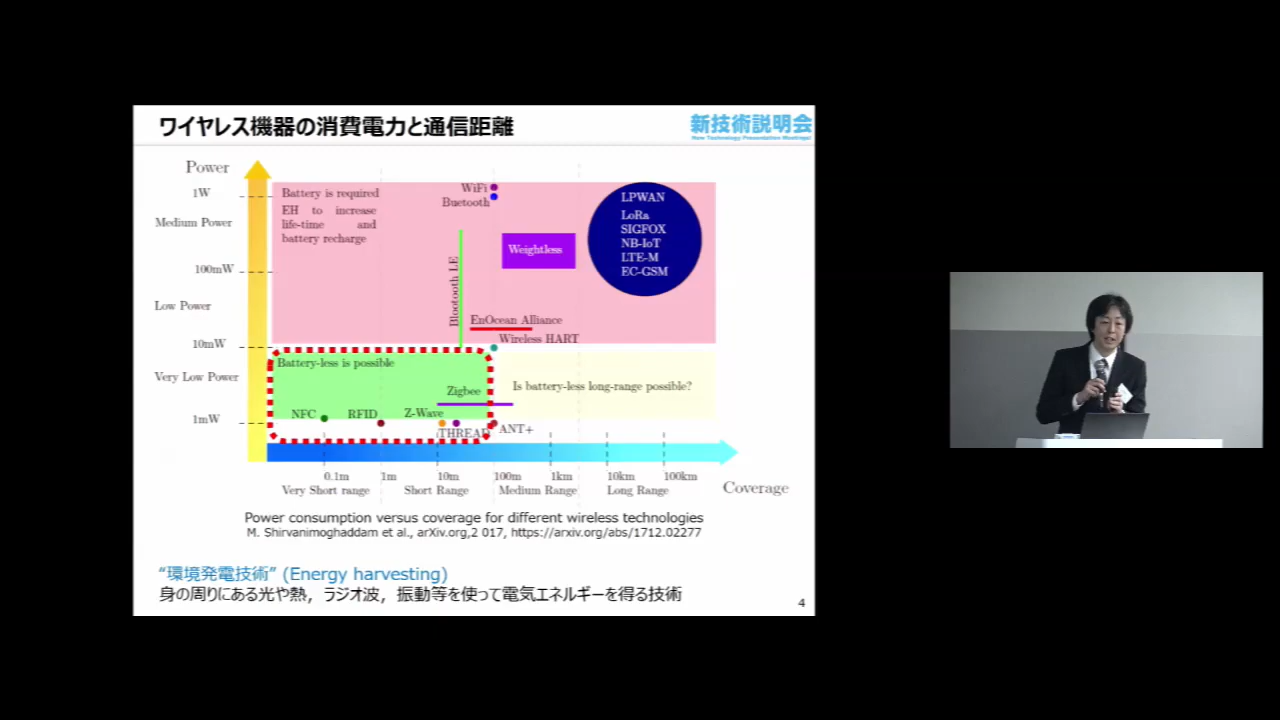 ワイヤレス機器の消費電力と通信距離
新技術説明会
New Technology Presentation Meetings!
Power
1W
Battery is required
EH to increase
life-time and
battery recharge
WiFi
Buetooth
LPWAN
LoRa
SIGFOX
NB-IoT
LTE-M
EC-GSM
Medium Power
Weightless
Blootooth LE
100mW
Low Power
EnOcean Alliance
Wireless HART
10mW
Battery-less is possible
Very Low Power
Zigbee
Is battery-less long-range possible?
1mW
NFC
RFID
Z-Wave
THREAD
ANT+
0.1m 1m 10m 100m 1km 10km 100km
Very Short range Short Range Medium Range Long Range
Coverage
Power consumption versus coverage for different wireless technologies
M. Shirvanimoghaddam et al., arXiv.org,2 017, https://arxiv.org/abs/1712.02277
“環境発電技術” (Energy harvesting)
身の周りにある光や熱，ラジオ波，振動等を使って電気エネルギーを得る技術
4